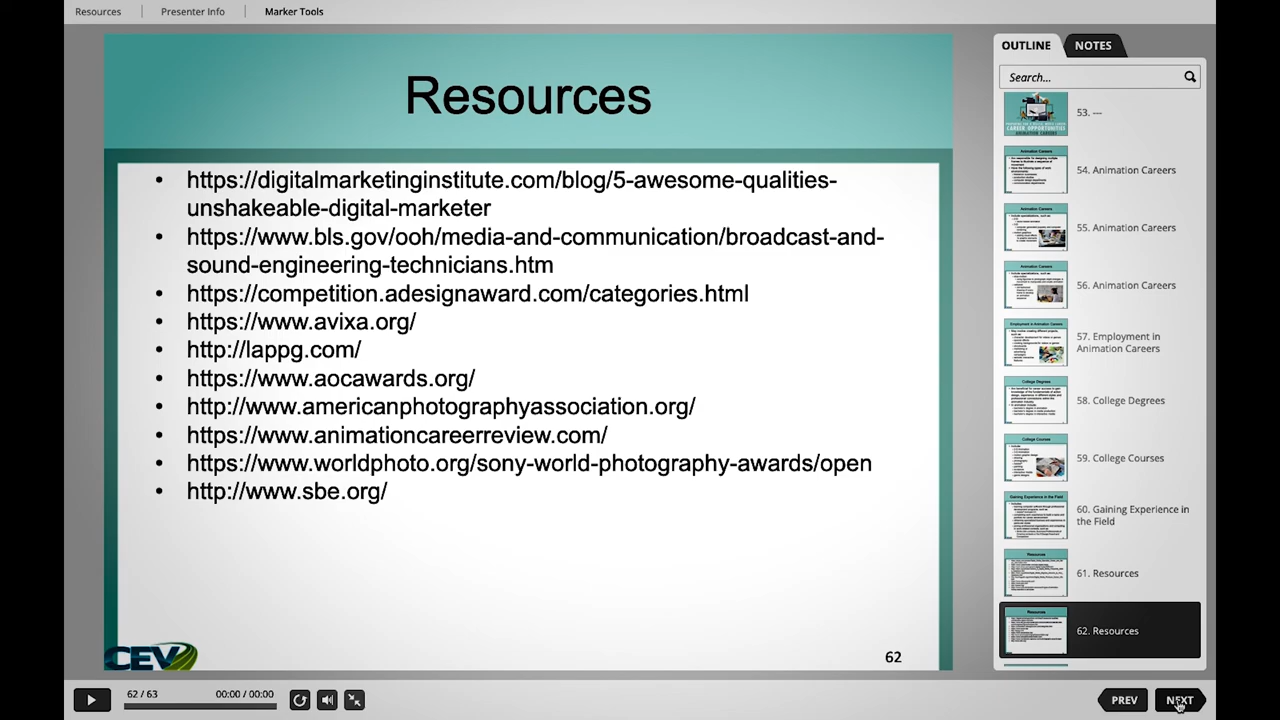 Resources
Presenter Info
Marker Tools
Resources
• https://digitalmarketinginstitute.com/blog/5-awesome-qualities-
unshakeable-digital-marketer
• https://www.bls.gov/ooh/media-and-communication/broadcast-and-
sound-engineering-technicians.htm
• https://competition.adesignaward.com/categories.html
• https://www.avixa.org/
• http://lappg.com/
• https://www.aocawards.org/
• http://www.americanphotographyassociation.org/
• https://www.animationcareerreview.com/
• https://www.worldphoto.org/sony-world-photography-awards/open
• http://www.sbe.org/
CEV
62
OUTLINE
NOTES
Search...
53. ---
54. Animation Careers
55. Animation Careers
56. Animation Careers
57. Employment in
Animation Careers
58. College Degrees
59. College Courses
60. Gaining Experience in
the Field
61. Resources
62. Resources
62 / 63
00:00 / 00:00
PREV
NEXT